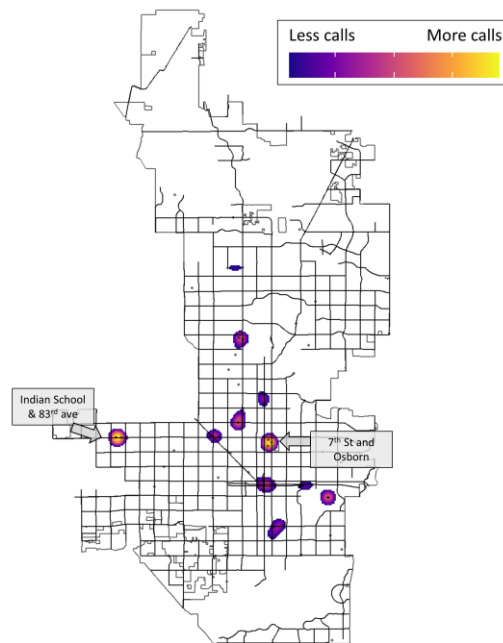 Less calls More calls
Indian School
& 83rd ave
7th St and
Osborn